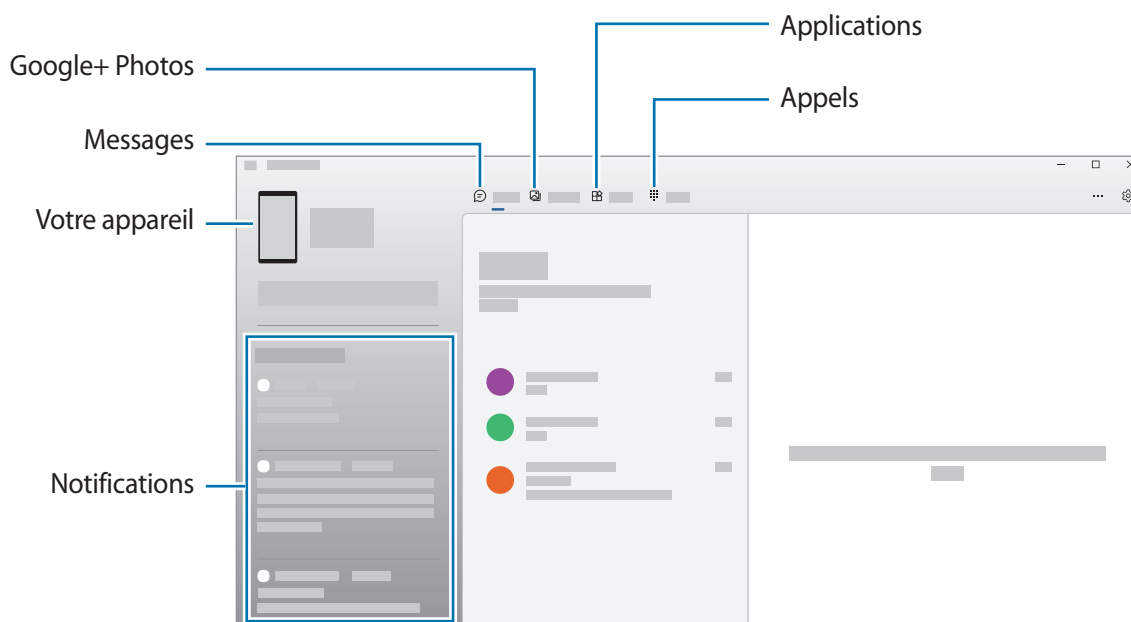 Applications
Google+ Photos
Appels
Messages
Votre appareil
Notifications